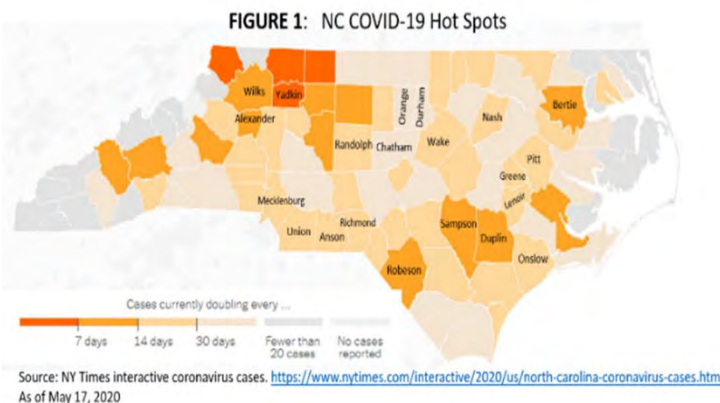 FIGURE 1: NC COVID-19 Hot Spots
Wilks
Yadkin
Alexander
Orange
Durham
Bertie
Nash
Randolph
Chatham
Wake
Pitt
Greene
Lenoir
Mecklenburg
Richmond
Union
Anson
Sampson
Duplin
Onslow
Robeson
Cases currently doubling every ...
7 days 14 days 30 days Fewer than No cases
20 cases reported
Source: NY Times interactive coronavirus cases. https://www.nytimes.com/interactive/2020/us/north-carolina-coronavirus-cases.htm
As of May 17, 2020